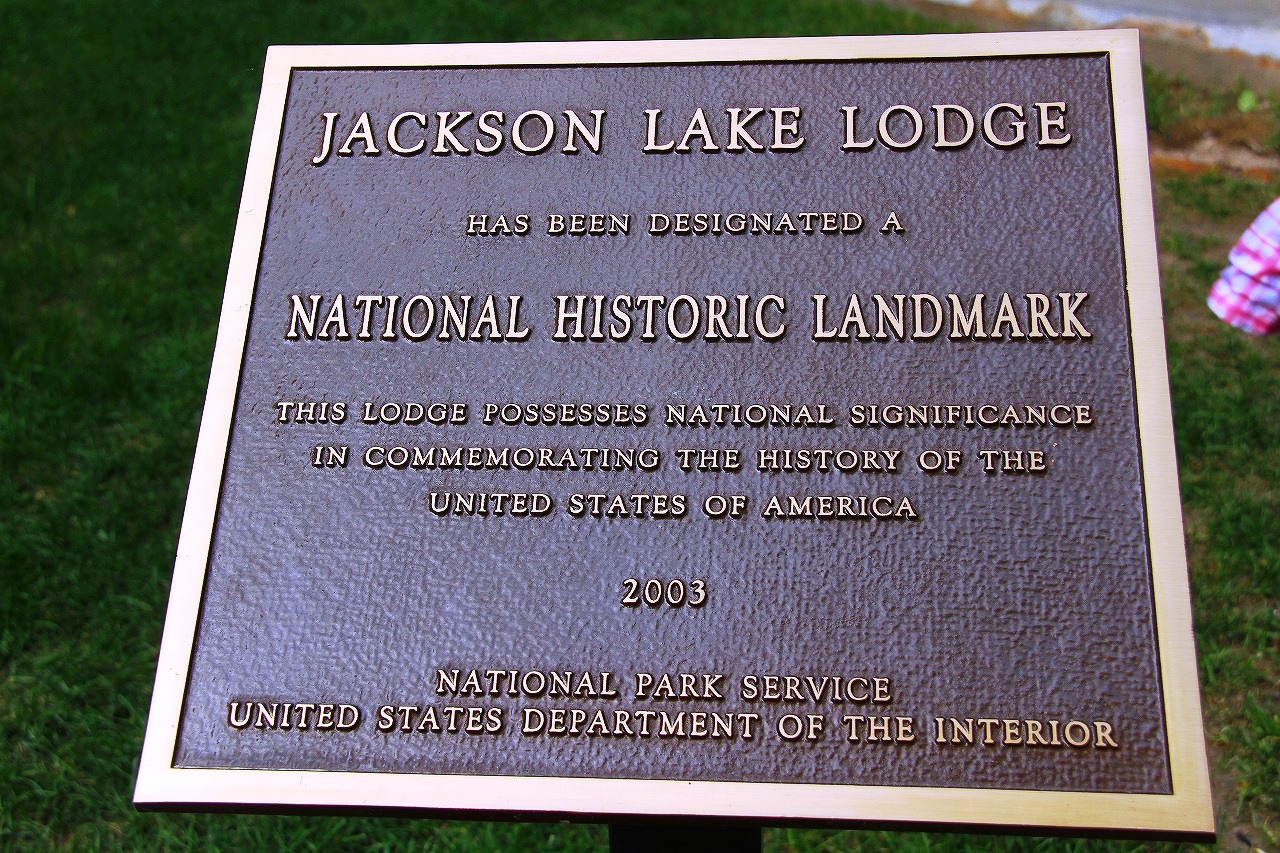 JACKSON LAKE LODGE
HAS BEEN DESIGNATED A
NATIONAL HISTORIC LANDMARK
THIS LODGE POSSESSES NATIONAL SIGNIFICANCE
IN COMMEMORATING THE HISTORY OF THE
UNITED STATES OF AMERICA
2003
NATIONAL PARK SERVICE
UNITED STATES DEPARTMENT OF THE INTERIOR